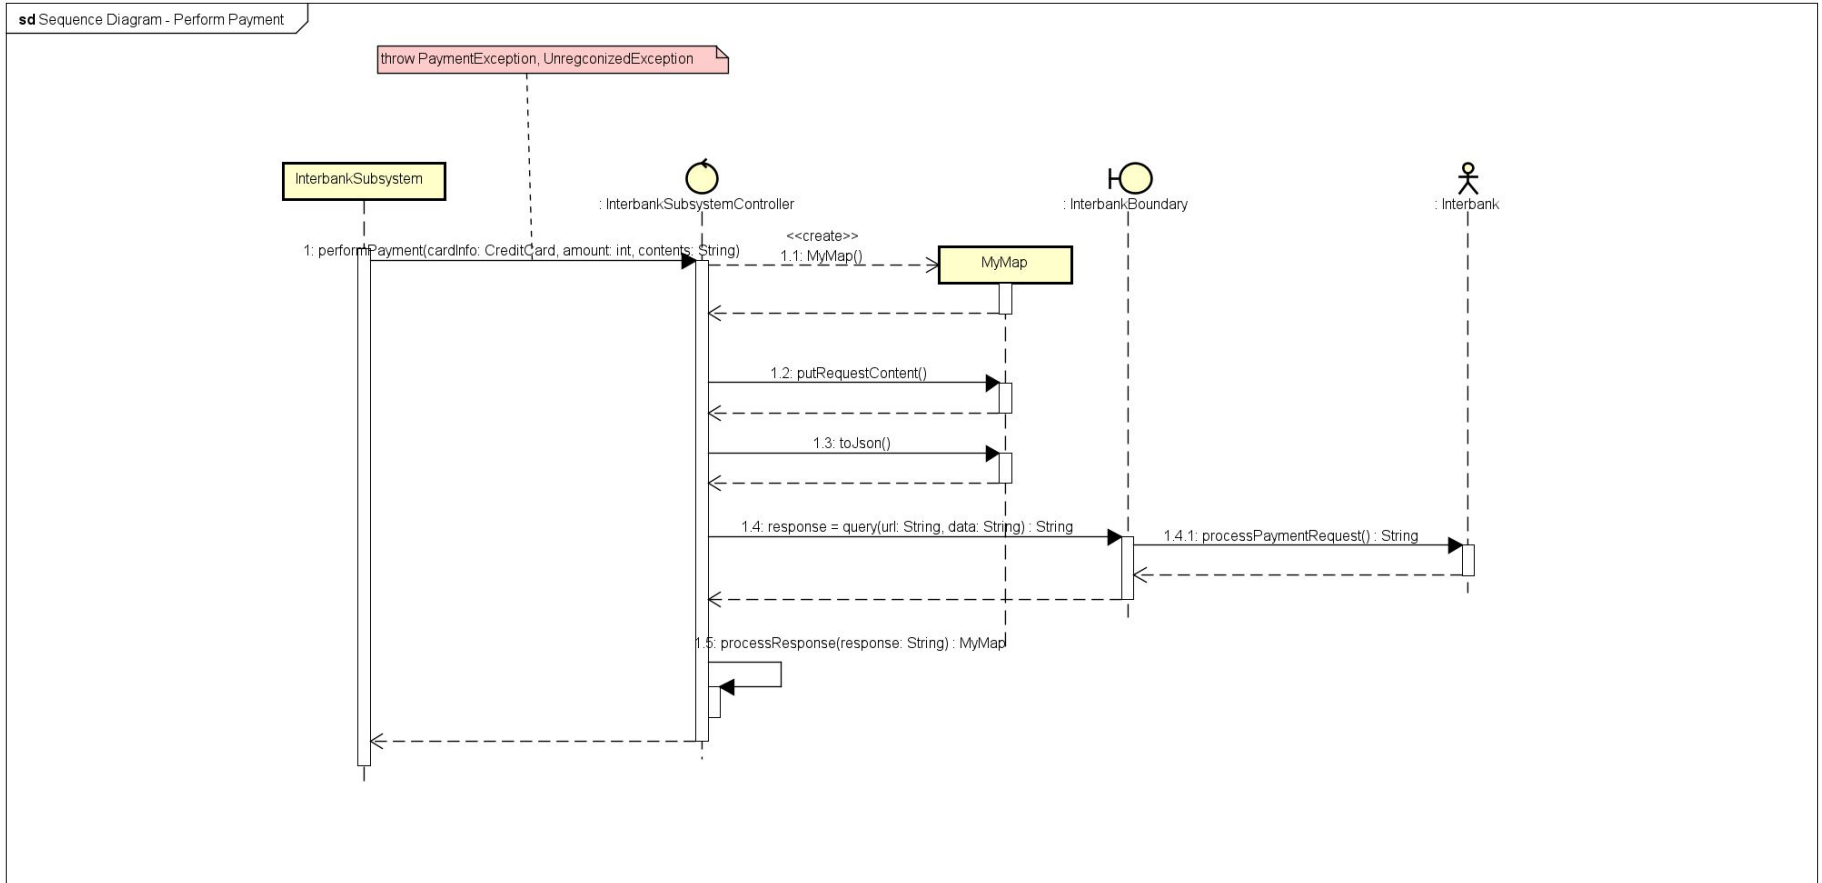 sd Sequence Diagram - Perform Payment
throw PaymentException, UnregconizedException
InterbankSubsystem
: InterbankSubsystemController
: InterbankBoundary
: Interbank
<<create>>
1: performPayment(cardInfo: CreditCard, amount: int, contents: String)
1.1: MyMap()
MyMap
1.2: putRequestContent()
1.3: toJson()
1.4: response = query(url: String, data: String) : String
1.4.1: processPaymentRequest() : String
1.5: processResponse(response: String) : MyMap